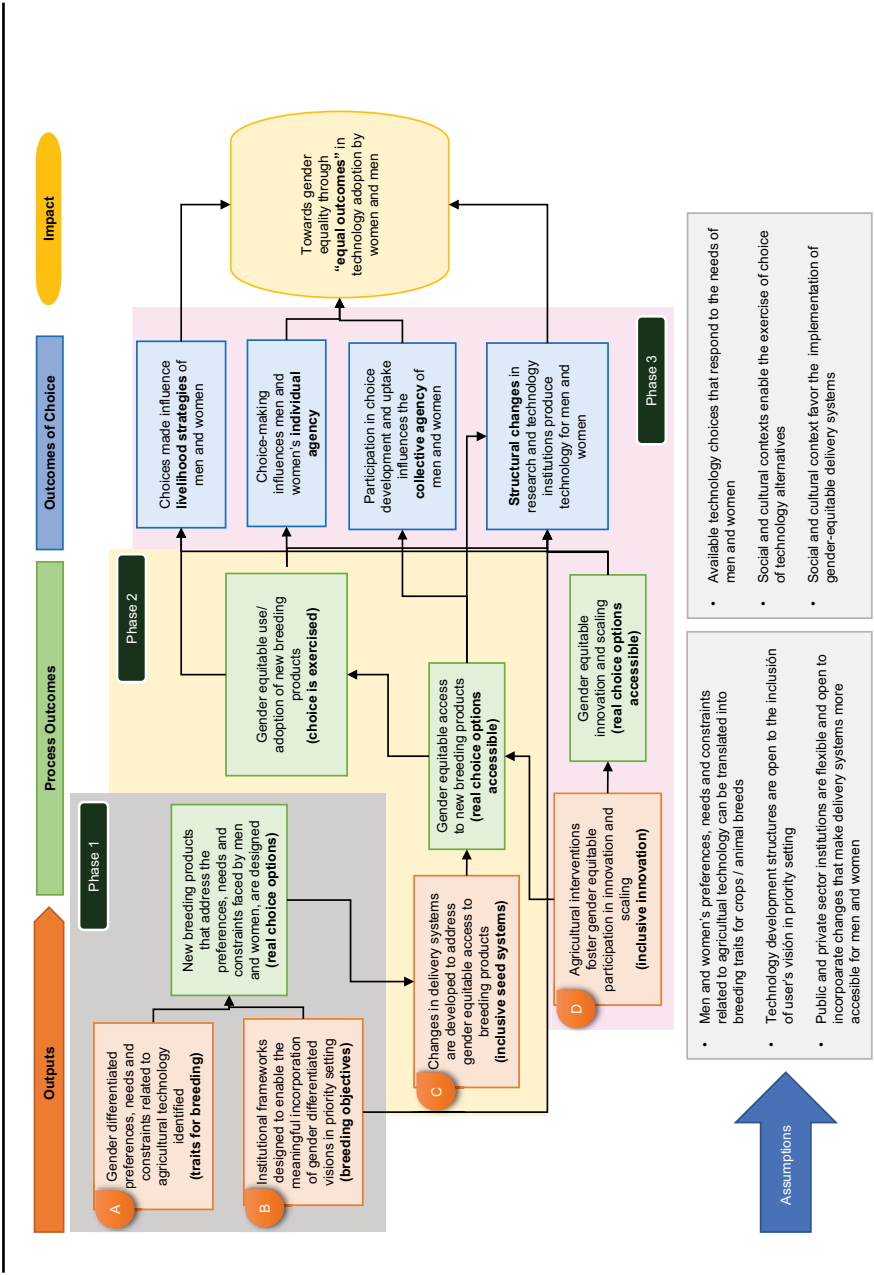 Outputs
Process Outcomes
Outcomes of Choice
Impact
Phase 1
A
Gender differentiated
preferences, needs and
constraints related to
agricultural technology
identified
(traits for breeding)
B
Institutional frameworks
designed to enable the
meaningful incorporation
of gender differentiated
visions in priority setting
(breeding objectives)
New breeding products
that address the
preferences, needs and
constraints faced by men
and women, are designed
(real choice options)
Phase 2
C
Changes in delivery systems
are developed to address
gender equitable access to
breeding products
(inclusive seed systems)
Gender equitable use/
adoption of new breeding
products
(choice is exercised)
Gender equitable access
to new breeding products
(real choice options
accessible)
D
Agricultural interventions
foster gender equitable
participation in innovation and
scaling
(inclusive innovation)
Gender equitable
innovation and scaling
(real choice options
accessible)
Choices made influence
livelihood strategies of
men and women
Choice-making
influences men and
women's individual
agency
Participation in choice
development and uptake
influences the
collective agency of
men and women
Structural changes in
research and technology
institutions produce
technology for men and
women
Phase 3
Towards gender
equality through
"equal outcomes" in
technology adoption by
women and men
Assumptions
• Men and women's preferences, needs and constraints
related to agricultural technology can be translated into
breeding traits for crops / animal breeds
• Technology development structures are open to the inclusion
of user's visión in priority setting
• Public and private sector institutions are flexible and open to
incorpoarate changes that make delivery systems more
accesible for men and women
• Available technology choices that respond to the needs of
men and women
• Social and cultural contexts enable the exercise of choice
of technology alternatives
• Social and cultural context favor the implementation of
gender-equitable delivery systems